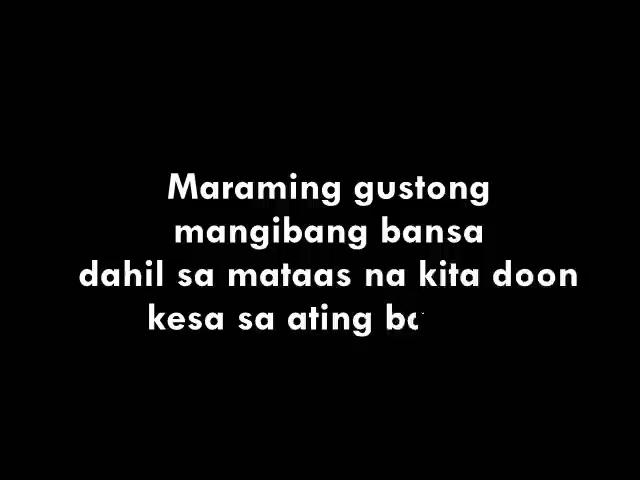 Maraming gustong
mangibang bansa
dahil sa mataas na kita doon
kesa sa ating